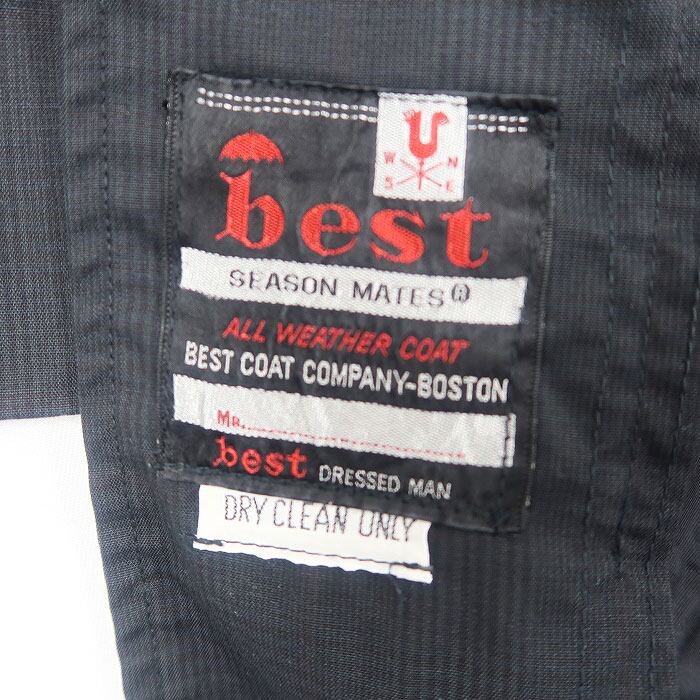 W N
S E
best
SEASON MATES®
ALL WEATHER COAT
BEST COAT COMPANY-BOSTON
MR.
best DRESSED MAN
DRY CLEAN ONLY